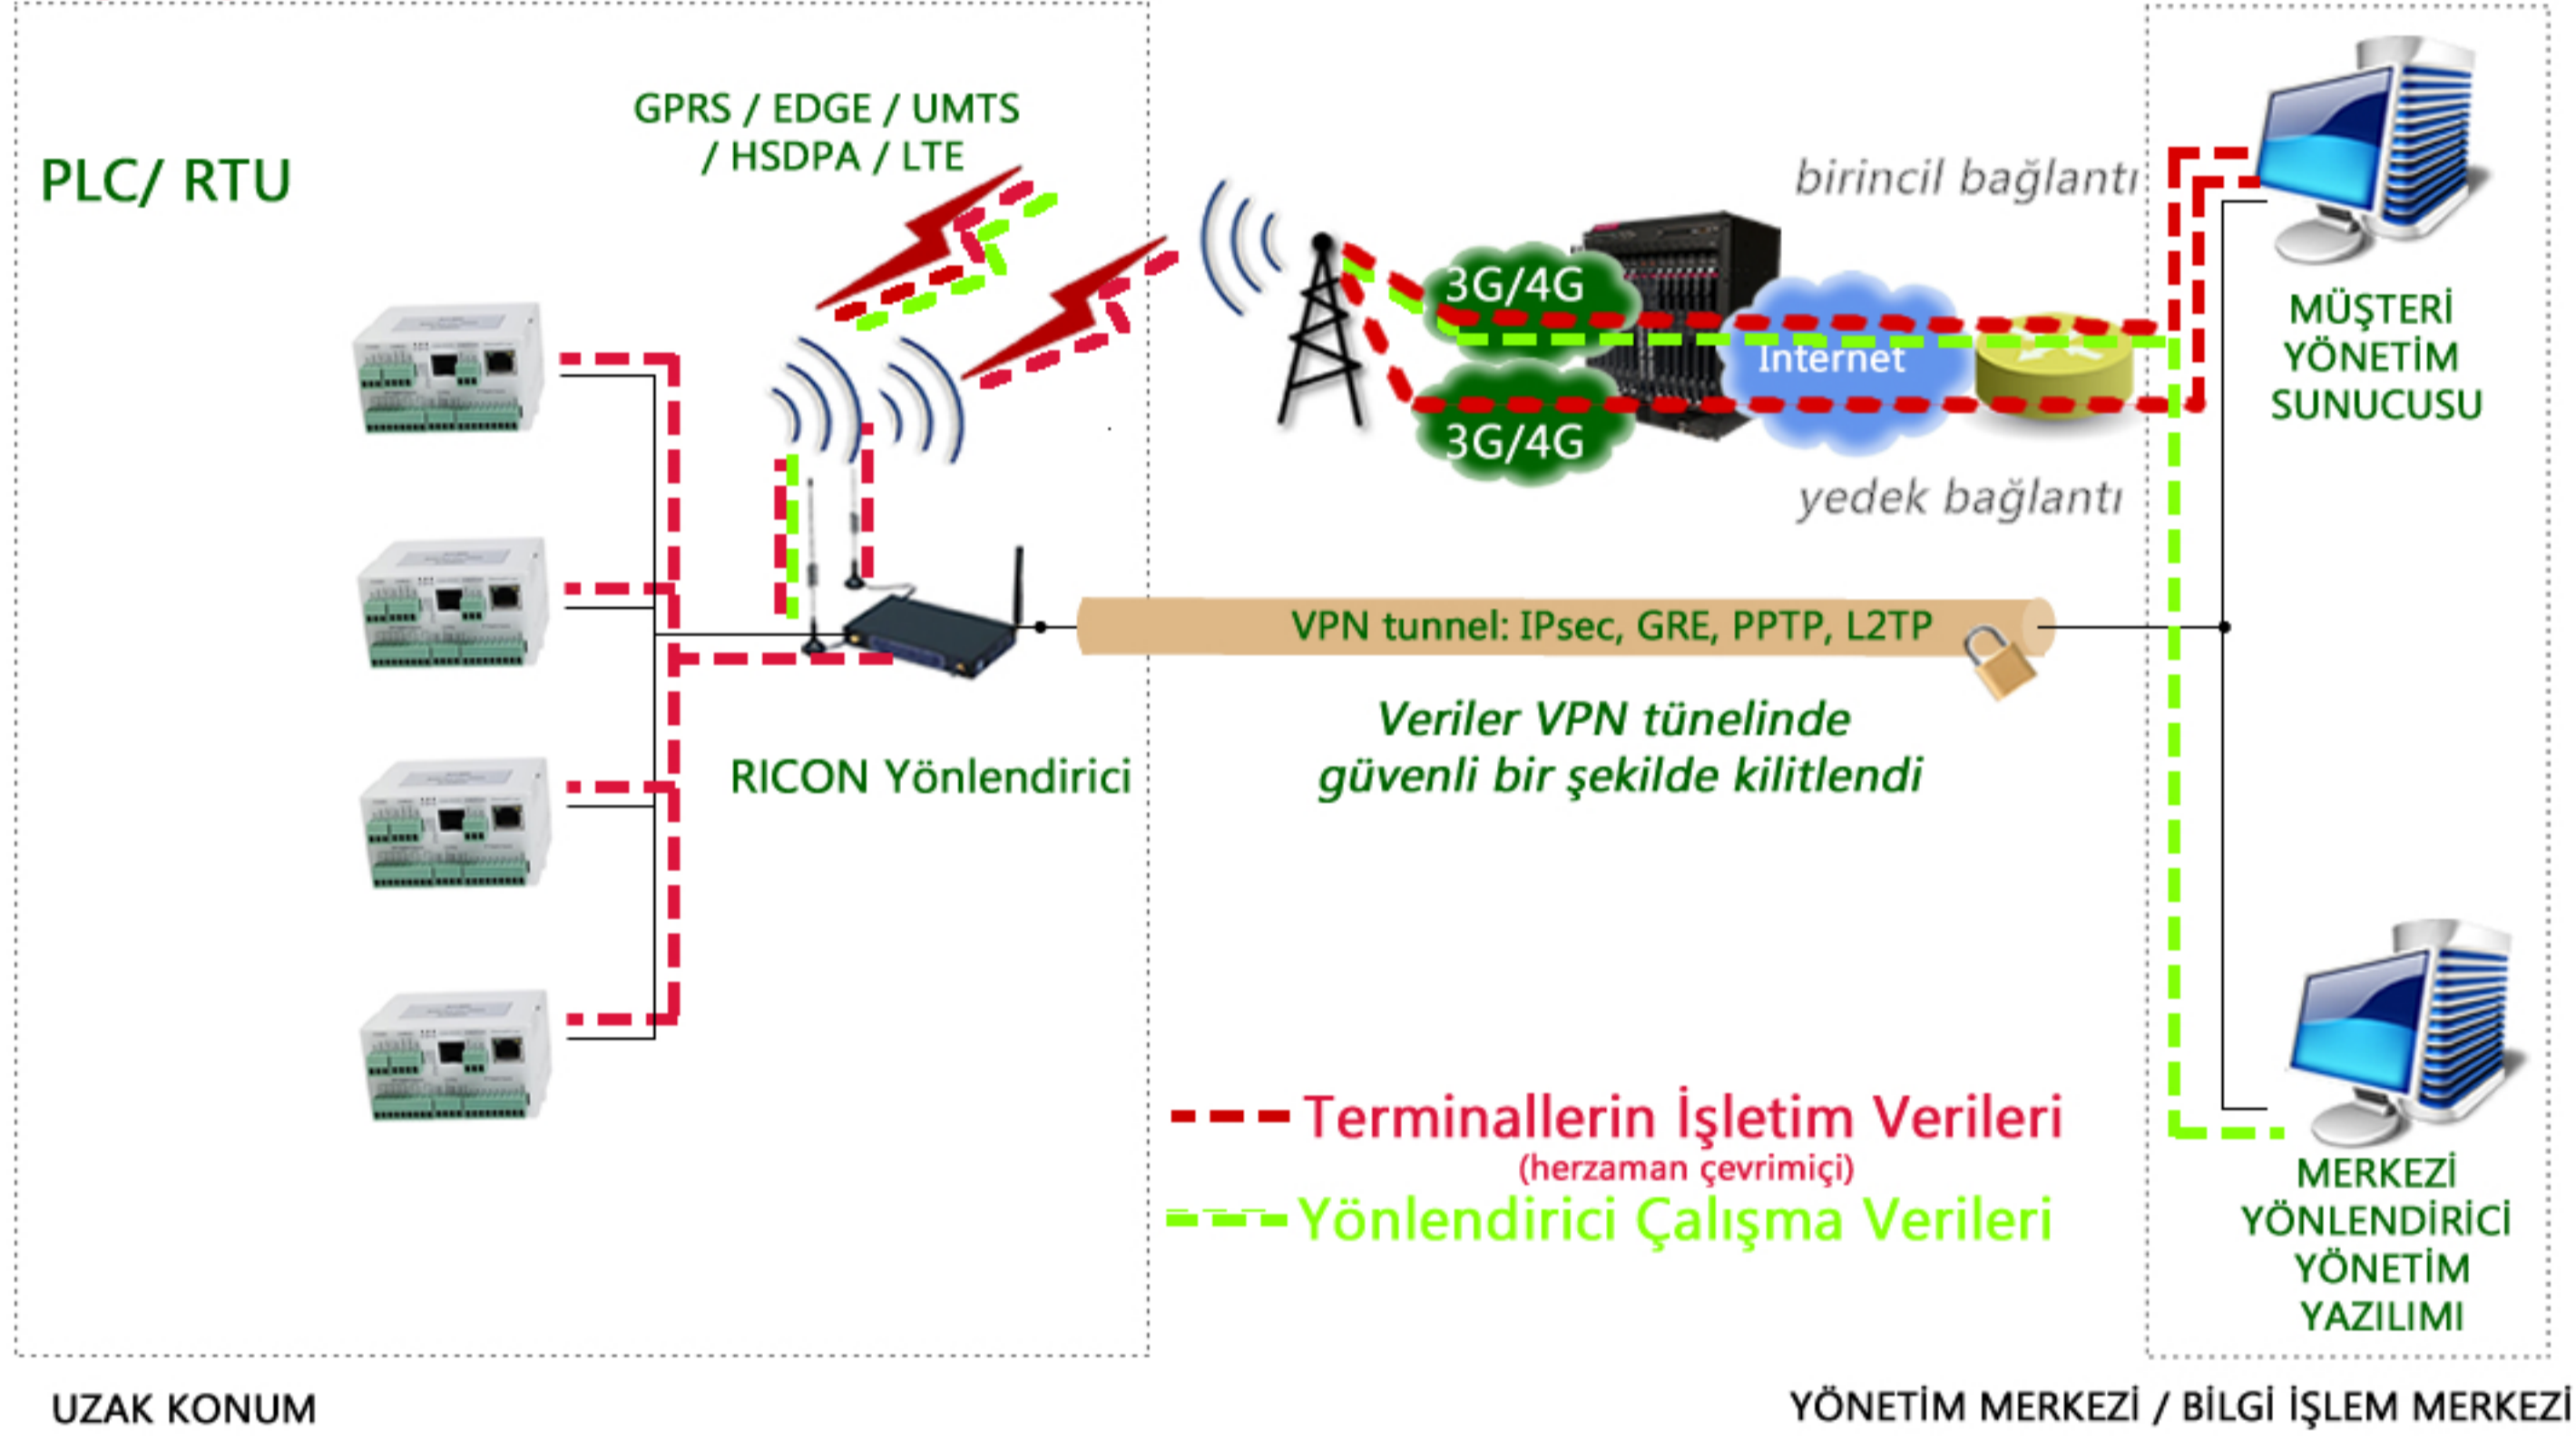 GPRS / EDGE / UMTS
/ HSDPA / LTE
PLC/ RTU
birincil bağlantı
3G/4G
Internet
3G/4G
yedek bağlantı
MÜŞTERİ
YÖNETİM
SUNUCUSU
VPN tunnel: IPsec, GRE, PPTP, L2TP
Veriler VPN tünelinde
güvenli bir şekilde kilitlendi
RICON Yönlendirici
Terminallerin İşletim Verileri
(herzaman çevrimiçi)
Yönlendirici Çalışma Verileri
MERKEZİ
YÖNLENDİRİCİ
YÖNETİM
YAZILIMI
UZAK KONUM
YÖNETİM MERKEZİ / BİLGİ İŞLEM MERKEZİ